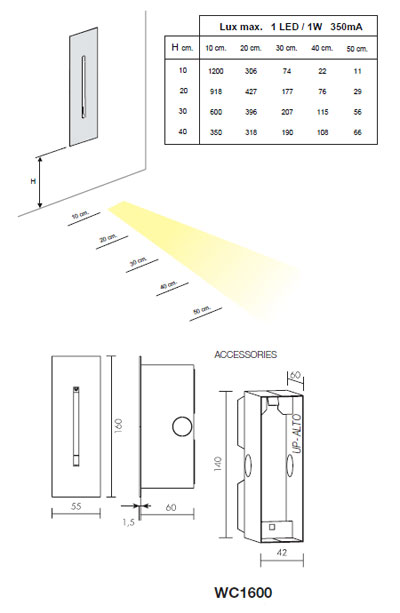 Lux max. 1 LED / 1W 350mA
H cm. 10 cm. 20 cm. 30 cm. 40 cm. 50 cm.
10 1200 306 74 22 11
20 918 427 177 76 29
30 600 396 207 115 56
40 350 318 190 108 66
H
10 cm.
20 cm.
30 cm.
40 cm.
50 cm.
ACCESSORIES
60
160
140
UP-ALTO
55
1,5
60
42
WC1600